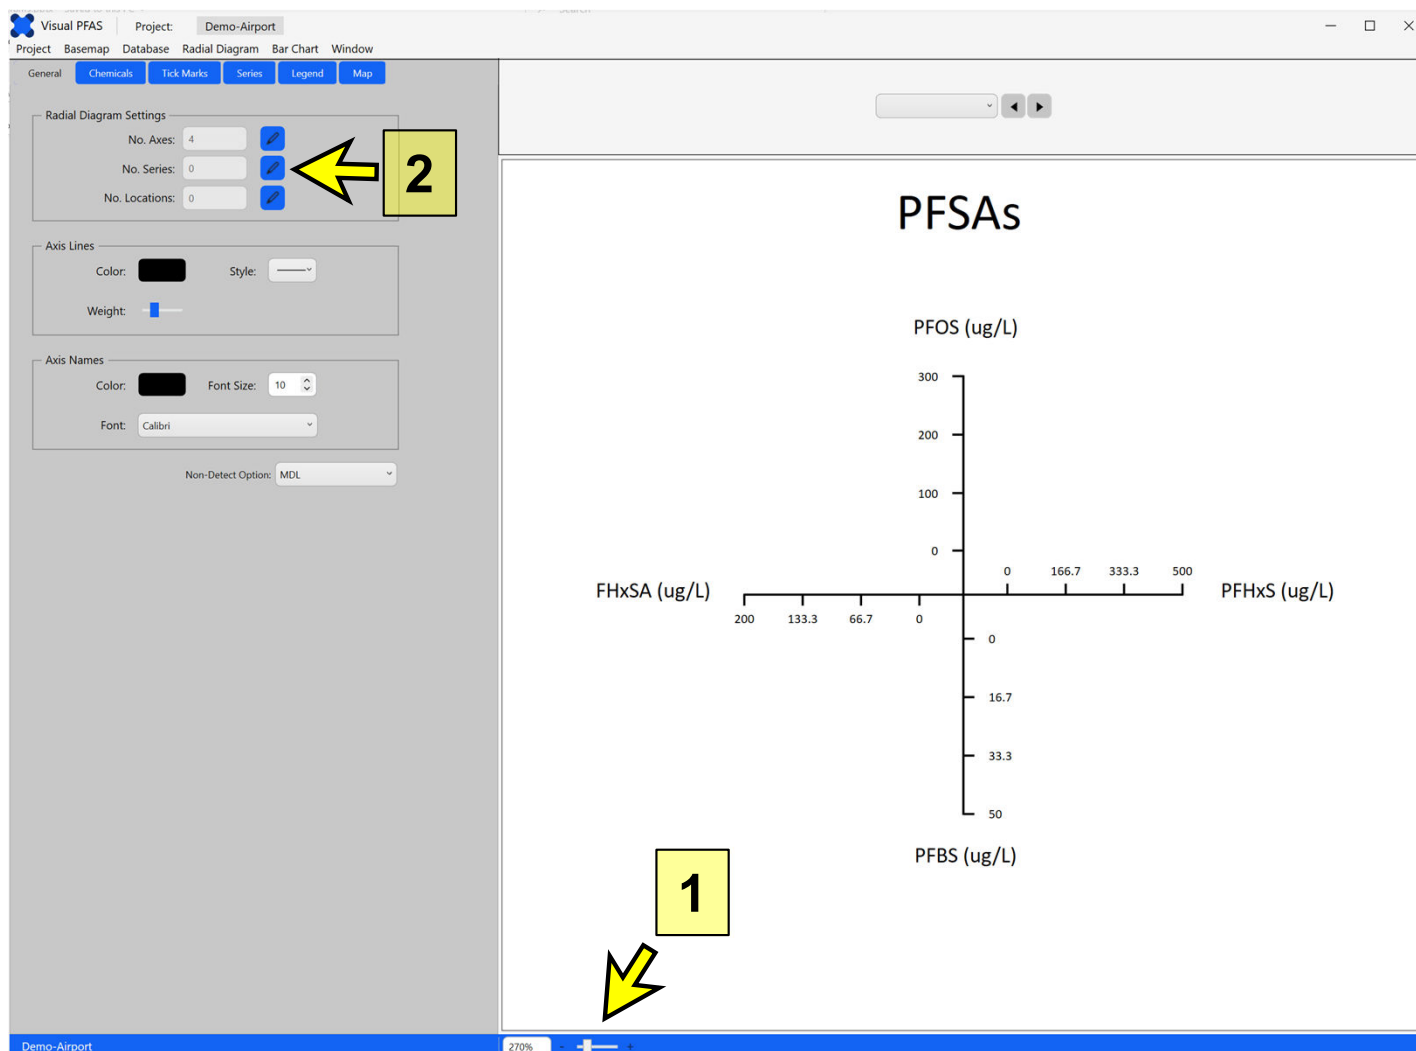 Visual PFAS Project: Demo-Airport
Project Basemap Database Radial Diagram Bar Chart Window
General Chemicals Tick Marks Series Legend Map
Radial Diagram Settings
No. Axes: 4
No. Series: 0
No. Locations: 0
2
Axis Lines
Color: Style:
Weight:
Axis Names
Color: Font Size: 10
Font: Calibri
Non-Detect Option: MDL
PFSAs
PFOS (ug/L)
300
200
100
0
0 166.7 333.3 500
FHxSA (ug/L) PFHxS (ug/L)
200 133.3 66.7 0
0
16.7
33.3
50
PFBS (ug/L)
1
Demo-Airport 270% - +